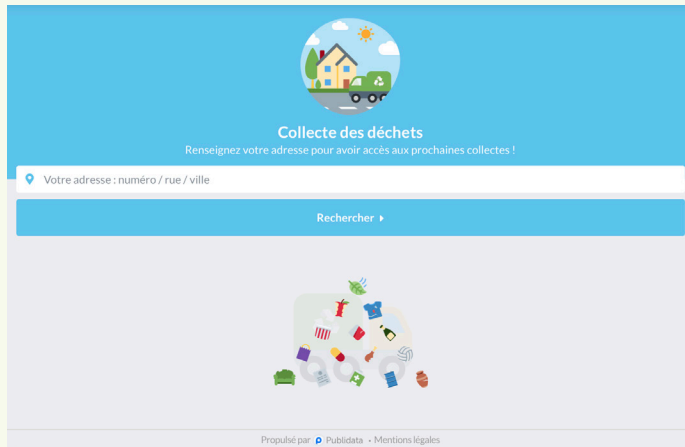 Collecte des déchets
Renseignez votre adresse pour avoir accès aux prochaines collectes !
Votre adresse : numéro / rue / ville
Rechercher
Propulsé par Publidata • Mentions légales